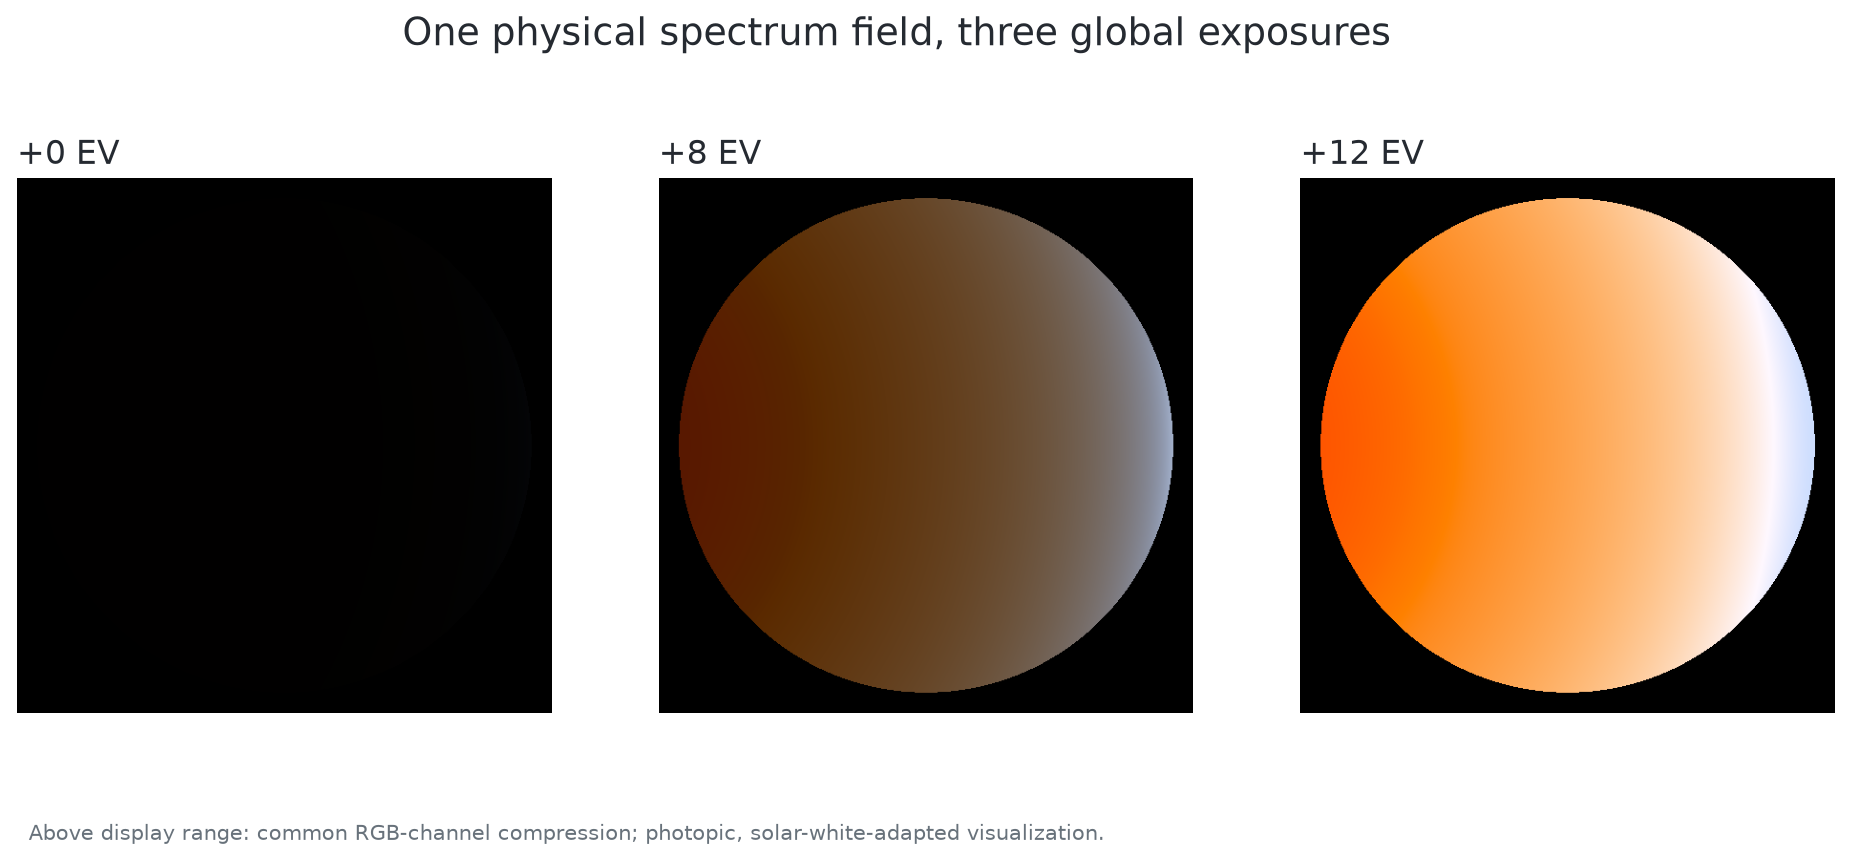 One physical spectrum field, three global exposures
+0 EV
+8 EV
+12 EV
Above display range: common RGB-channel compression; photopic, solar-white-adapted visualization.